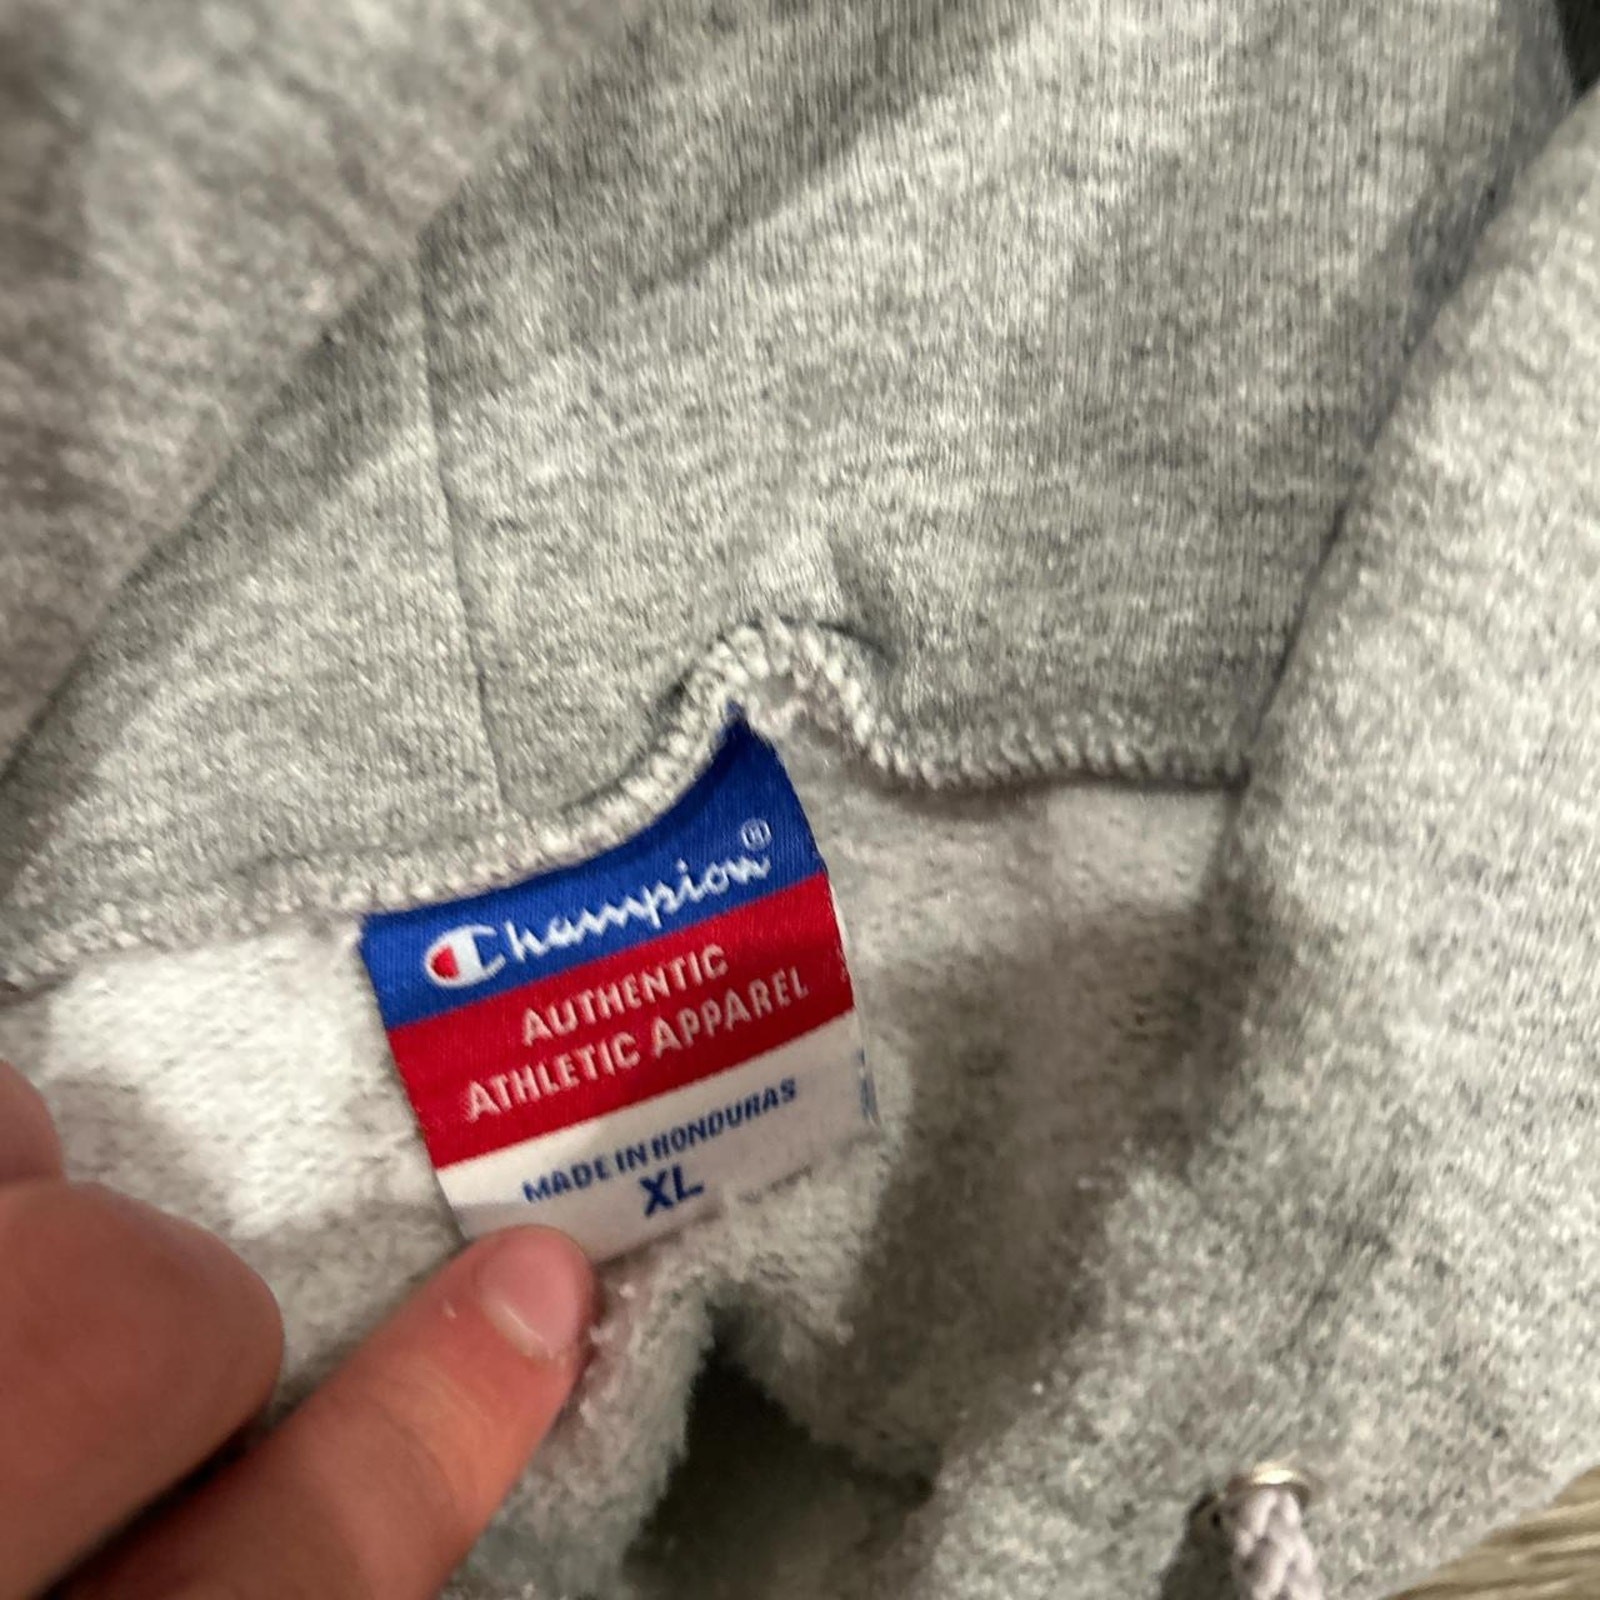 Champion®
AUTHENTIC
ATHLETIC APPAREL
MADE IN HONDURAS
XL